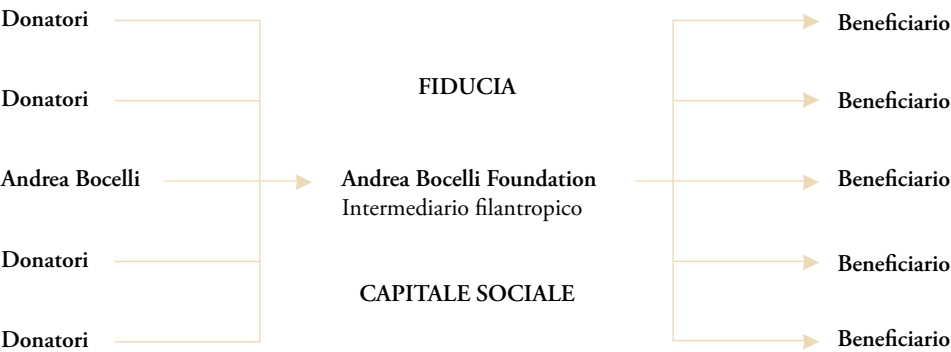 Donatori
Donatori
Andrea Bocelli
Donatori
Donatori
FIDUCIA
Andrea Bocelli Foundation
Intermediario filantropico
CAPITALE SOCIALE
Beneficiario
Beneficiario
Beneficiario
Beneficiario
Beneficiario